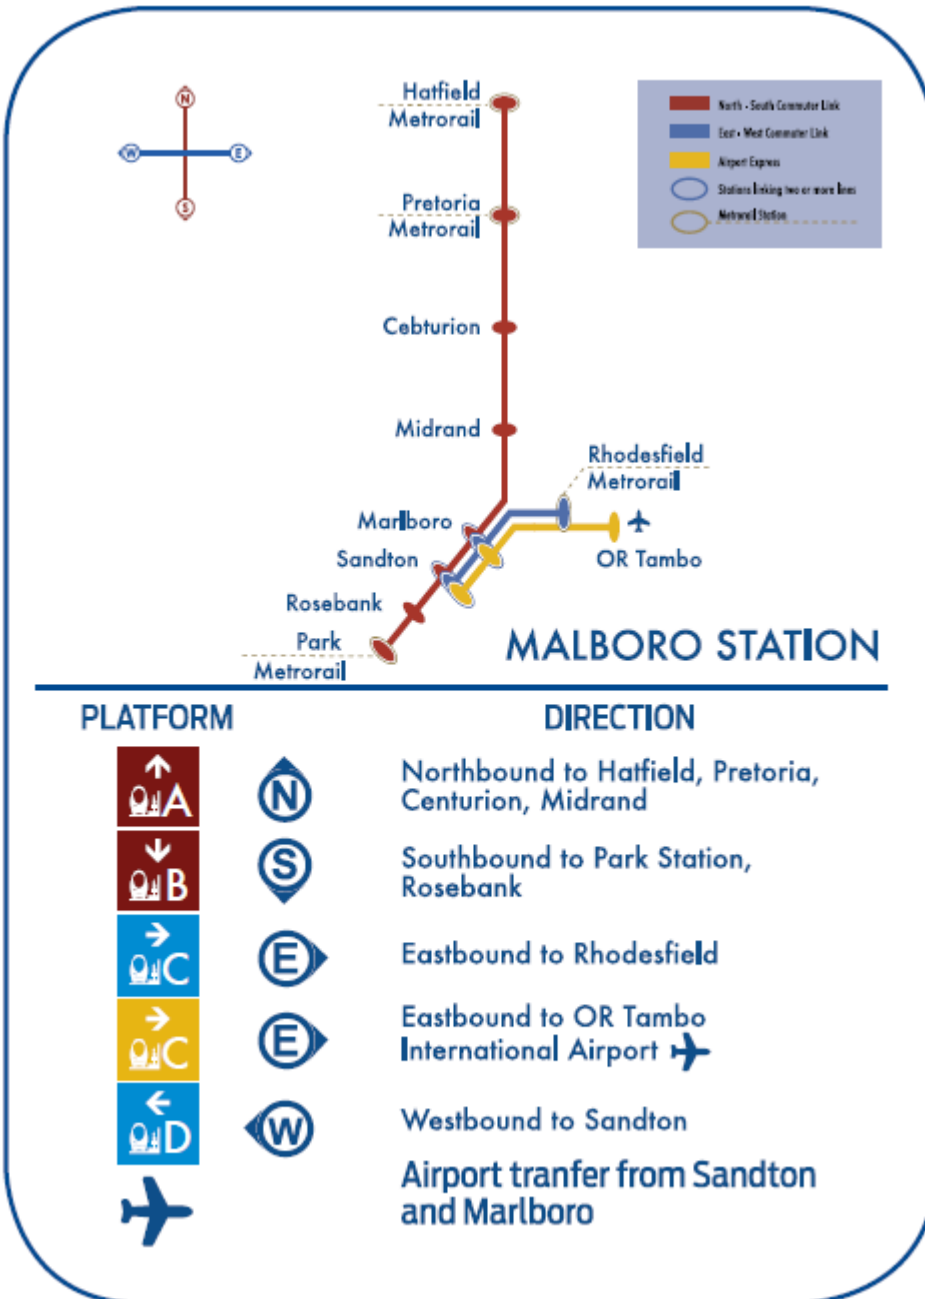 N
W
E
S
Hatfield
Metrorail
North - South Commuter Link
East - West Commuter Link
Airport Express
Stations linking two or more lines
Metrorail Station
Pretoria
Metrorail
Cebturion
Midrand
Rhodesfield
Metrorail
Marlboro
Sandton
OR Tambo
Rosebank
Park
Metrorail
MALBORO STATION
PLATFORM
DIRECTION
A
N
Northbound to Hatfield, Pretoria,
Centurion, Midrand
B
S
Southbound to Park Station,
Rosebank
C
E
Eastbound to Rhodesfield
C
E
Eastbound to OR Tambo
International Airport
D
W
Westbound to Sandton
Airport tranfer from Sandton
and Marlboro